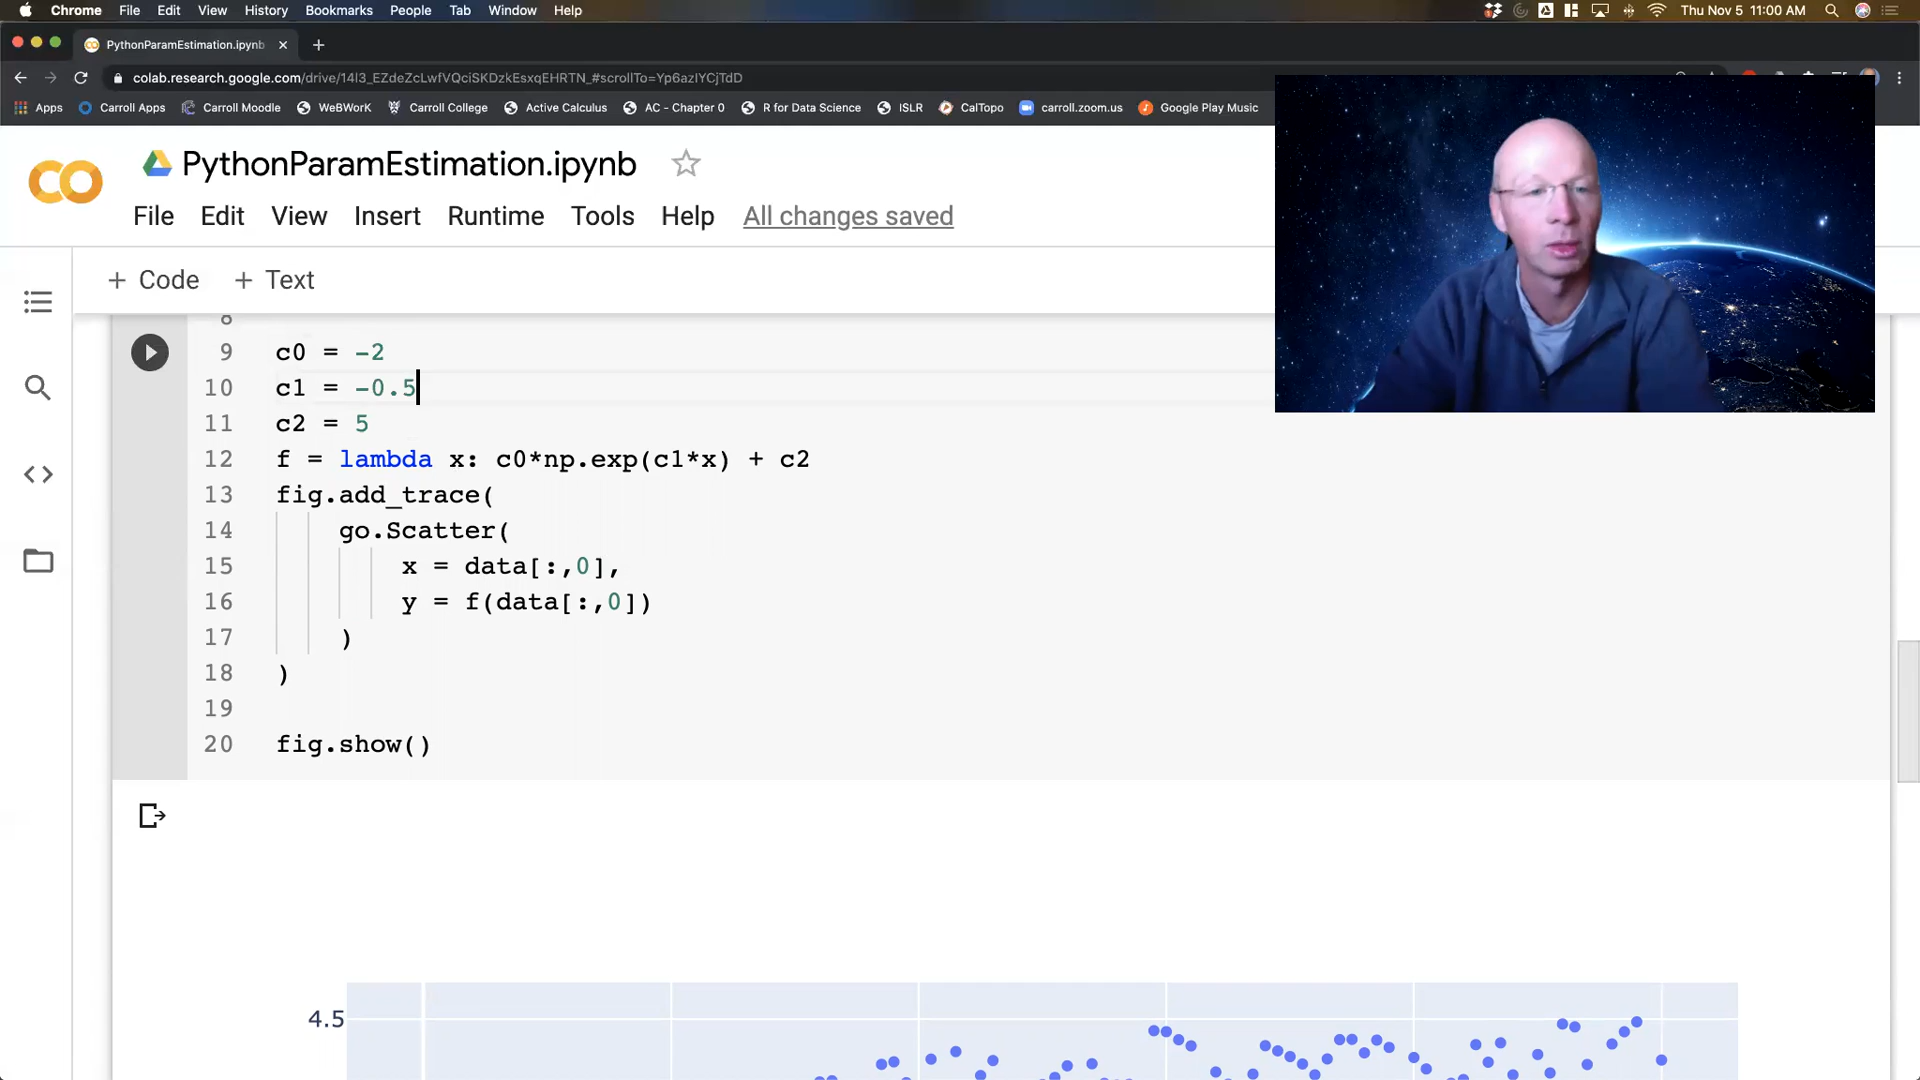 Chrome File Edit View History Bookmarks People Tab Window Help Thu Nov 5 11:00 AM
PythonParamEstimation.ipynb
colab.research.google.com/drive/14I3_EZdeZcLwfVQciSKDzkEsxqEHRTN_#scrollTo=Yp6azIYCjTdD
Apps Carroll Apps Carroll Moodle WeBWorK Carroll College Active Calculus AC - Chapter 0 R for Data Science ISLR CalTopo carroll.zoom.us Google Play Music
PythonParamEstimation.ipynb
File Edit View Insert Runtime Tools Help All changes saved
+ Code + Text
8
9 c0 = -2
10 c1 = -0.5
11 c2 = 5
12 f = lambda x: c0*np.exp(c1*x) + c2
13 fig.add_trace(
14 go.Scatter(
15 x = data[:,0],
16 y = f(data[:,0])
17 )
18 )
19
20 fig.show()
4.5